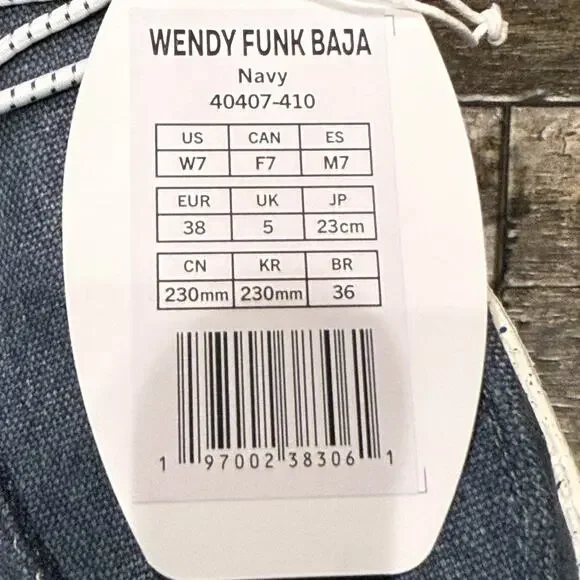 WENDY FUNK BAJA
Navy
40407-410
US CAN ES
W7 F7 M7
EUR UK JP
38 5 23cm
CN KR BR
230mm 230mm 36
1 97002 38306 1